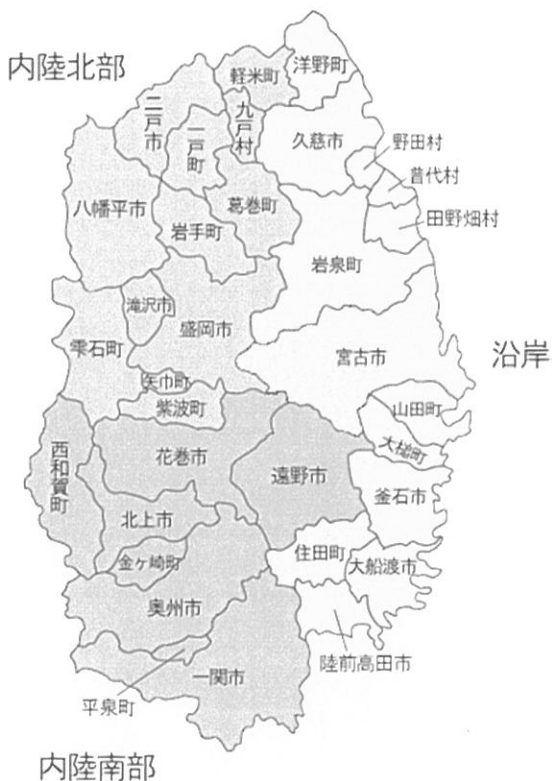 内陸北部
洋野町
軽米町
二戸市
九戸村
一戸町
久慈市
野田村
普代村
八幡平市
葛巻町
田野畑村
岩手町
岩泉町
滝沢市
盛岡市
雫石町
宮古市
沿岸
矢巾町
紫波町
山田町
大槌町
西和賀町
花巻市
遠野市
釜石市
北上市
金ヶ崎町
住田町
大船渡市
奥州市
陸前高田市
一関市
平泉町
内陸南部